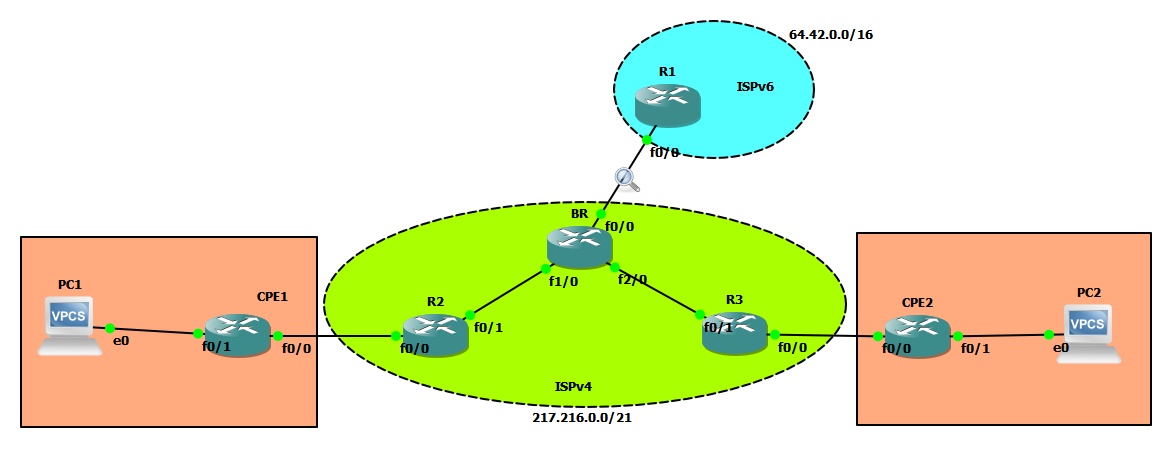 64.42.0.0/16
R1
ISPv6
f0/0
BR
f0/0
f1/0
f2/0
PC1
VPCS
e0
CPE1
f0/1
f0/0
R2
f0/1
f0/0
R3
f0/1
f0/0
CPE2
f0/0
f0/1
PC2
VPCS
e0
ISPv4
217.216.0.0/21